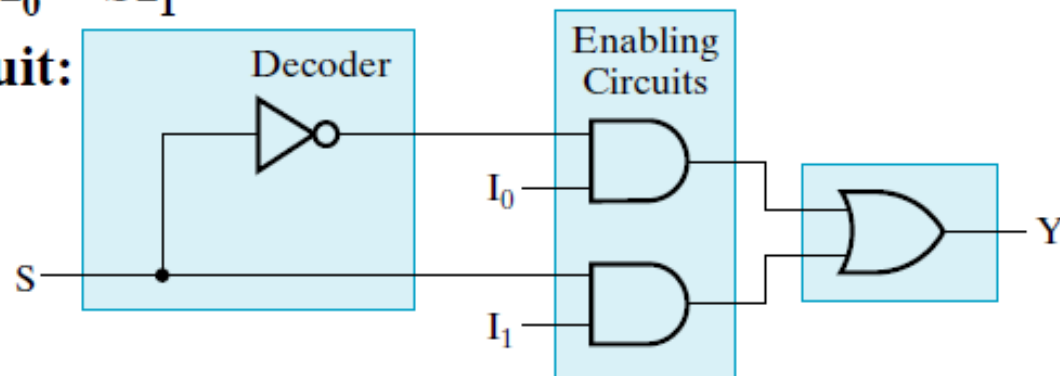 uit:
Decoder
Enabling
Circuits
I₀
S
I₁
Y